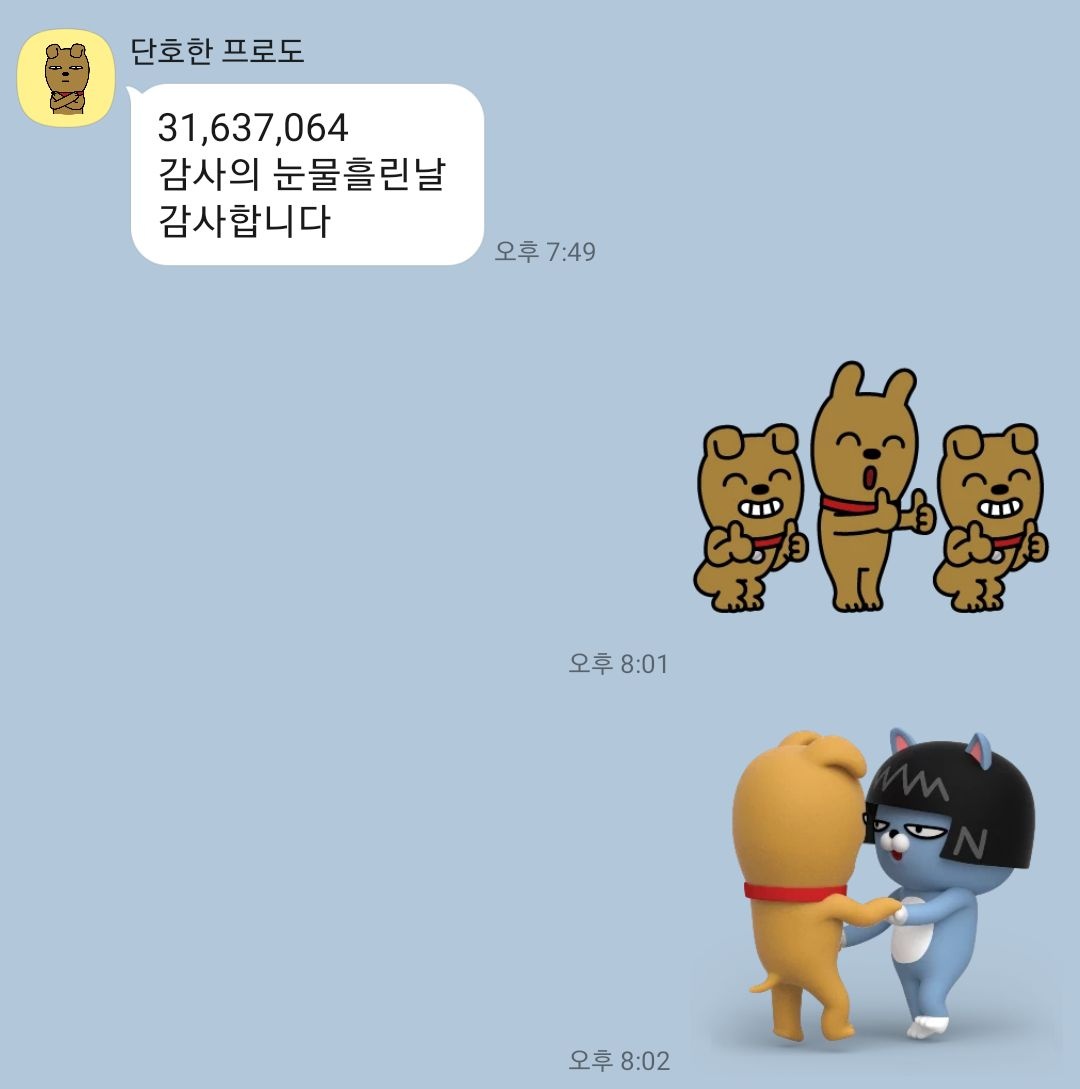 단호한 프로도
31,637,064
감사의 눈물흘린날
감사합니다
오후 7:49
오후 8:01
N
오후 8:02